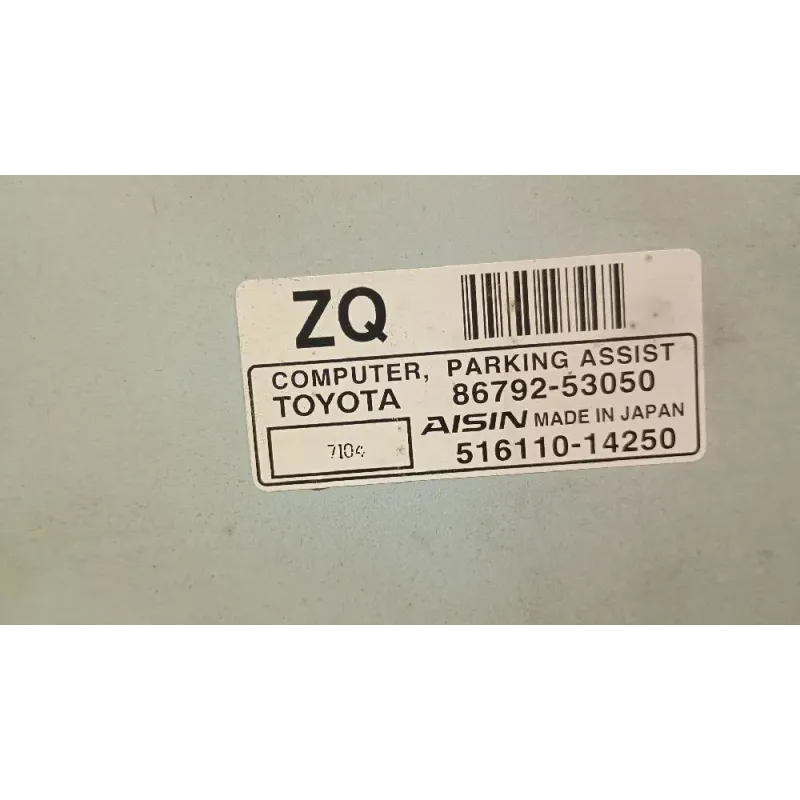 ZQ
COMPUTER, PARKING ASSIST
TOYOTA 86792-53050
AISIN MADE IN JAPAN
7104
516110-14250